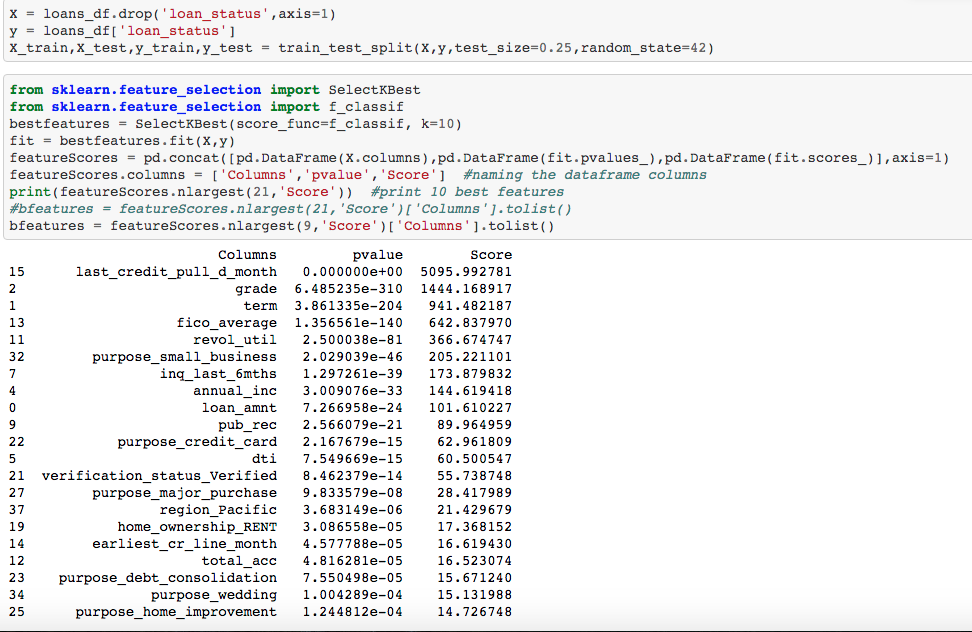 X = loans_df.drop('loan_status',axis=1)
y = loans_df['loan_status']
X_train,X_test,y_train,y_test = train_test_split(X,y,test_size=0.25,random_state=42)
from sklearn.feature_selection import SelectKBest
from sklearn.feature_selection import f_classif
bestfeatures = SelectKBest(score_func=f_classif, k=10)
fit = bestfeatures.fit(X,y)
featureScores = pd.concat([pd.DataFrame(X.columns),pd.DataFrame(fit.pvalues_),pd.DataFrame(fit.scores_)],axis=1)
featureScores.columns = ['Columns','pvalue','Score']  #naming the dataframe columns
print(featureScores.nlargest(21,'Score'))  #print 10 best features
#bfeatures = featureScores.nlargest(21,'Score')['Columns'].tolist()
bfeatures = featureScores.nlargest(9,'Score')['Columns'].tolist()
Columns pvalue Score
15 last_credit_pull_d_month 0.000000e+00 5095.992781
2 grade 6.485235e-310 1444.168917
1 term 3.861335e-204 941.482187
13 fico_average 1.356561e-140 642.837970
11 revol_util 2.500038e-81 366.674747
32 purpose_small_business 2.029039e-46 205.221101
7 inq_last_6mths 1.297261e-39 173.879832
4 annual_inc 3.009076e-33 144.619418
0 loan_amnt 7.266958e-24 101.610227
9 pub_rec 2.566079e-21 89.964959
22 purpose_credit_card 2.167679e-15 62.961809
5 dti 7.549669e-15 60.500547
21 verification_status_Verified 8.462379e-14 55.738748
27 purpose_major_purchase 9.833579e-08 28.417989
37 region_Pacific 3.683149e-06 21.429679
19 home_ownership_RENT 3.086558e-05 17.368152
14 earliest_cr_line_month 4.577788e-05 16.619430
12 total_acc 4.816281e-05 16.523074
23 purpose_debt_consolidation 7.550498e-05 15.671240
34 purpose_wedding 1.004289e-04 15.131988
25 purpose_home_improvement 1.244812e-04 14.726748